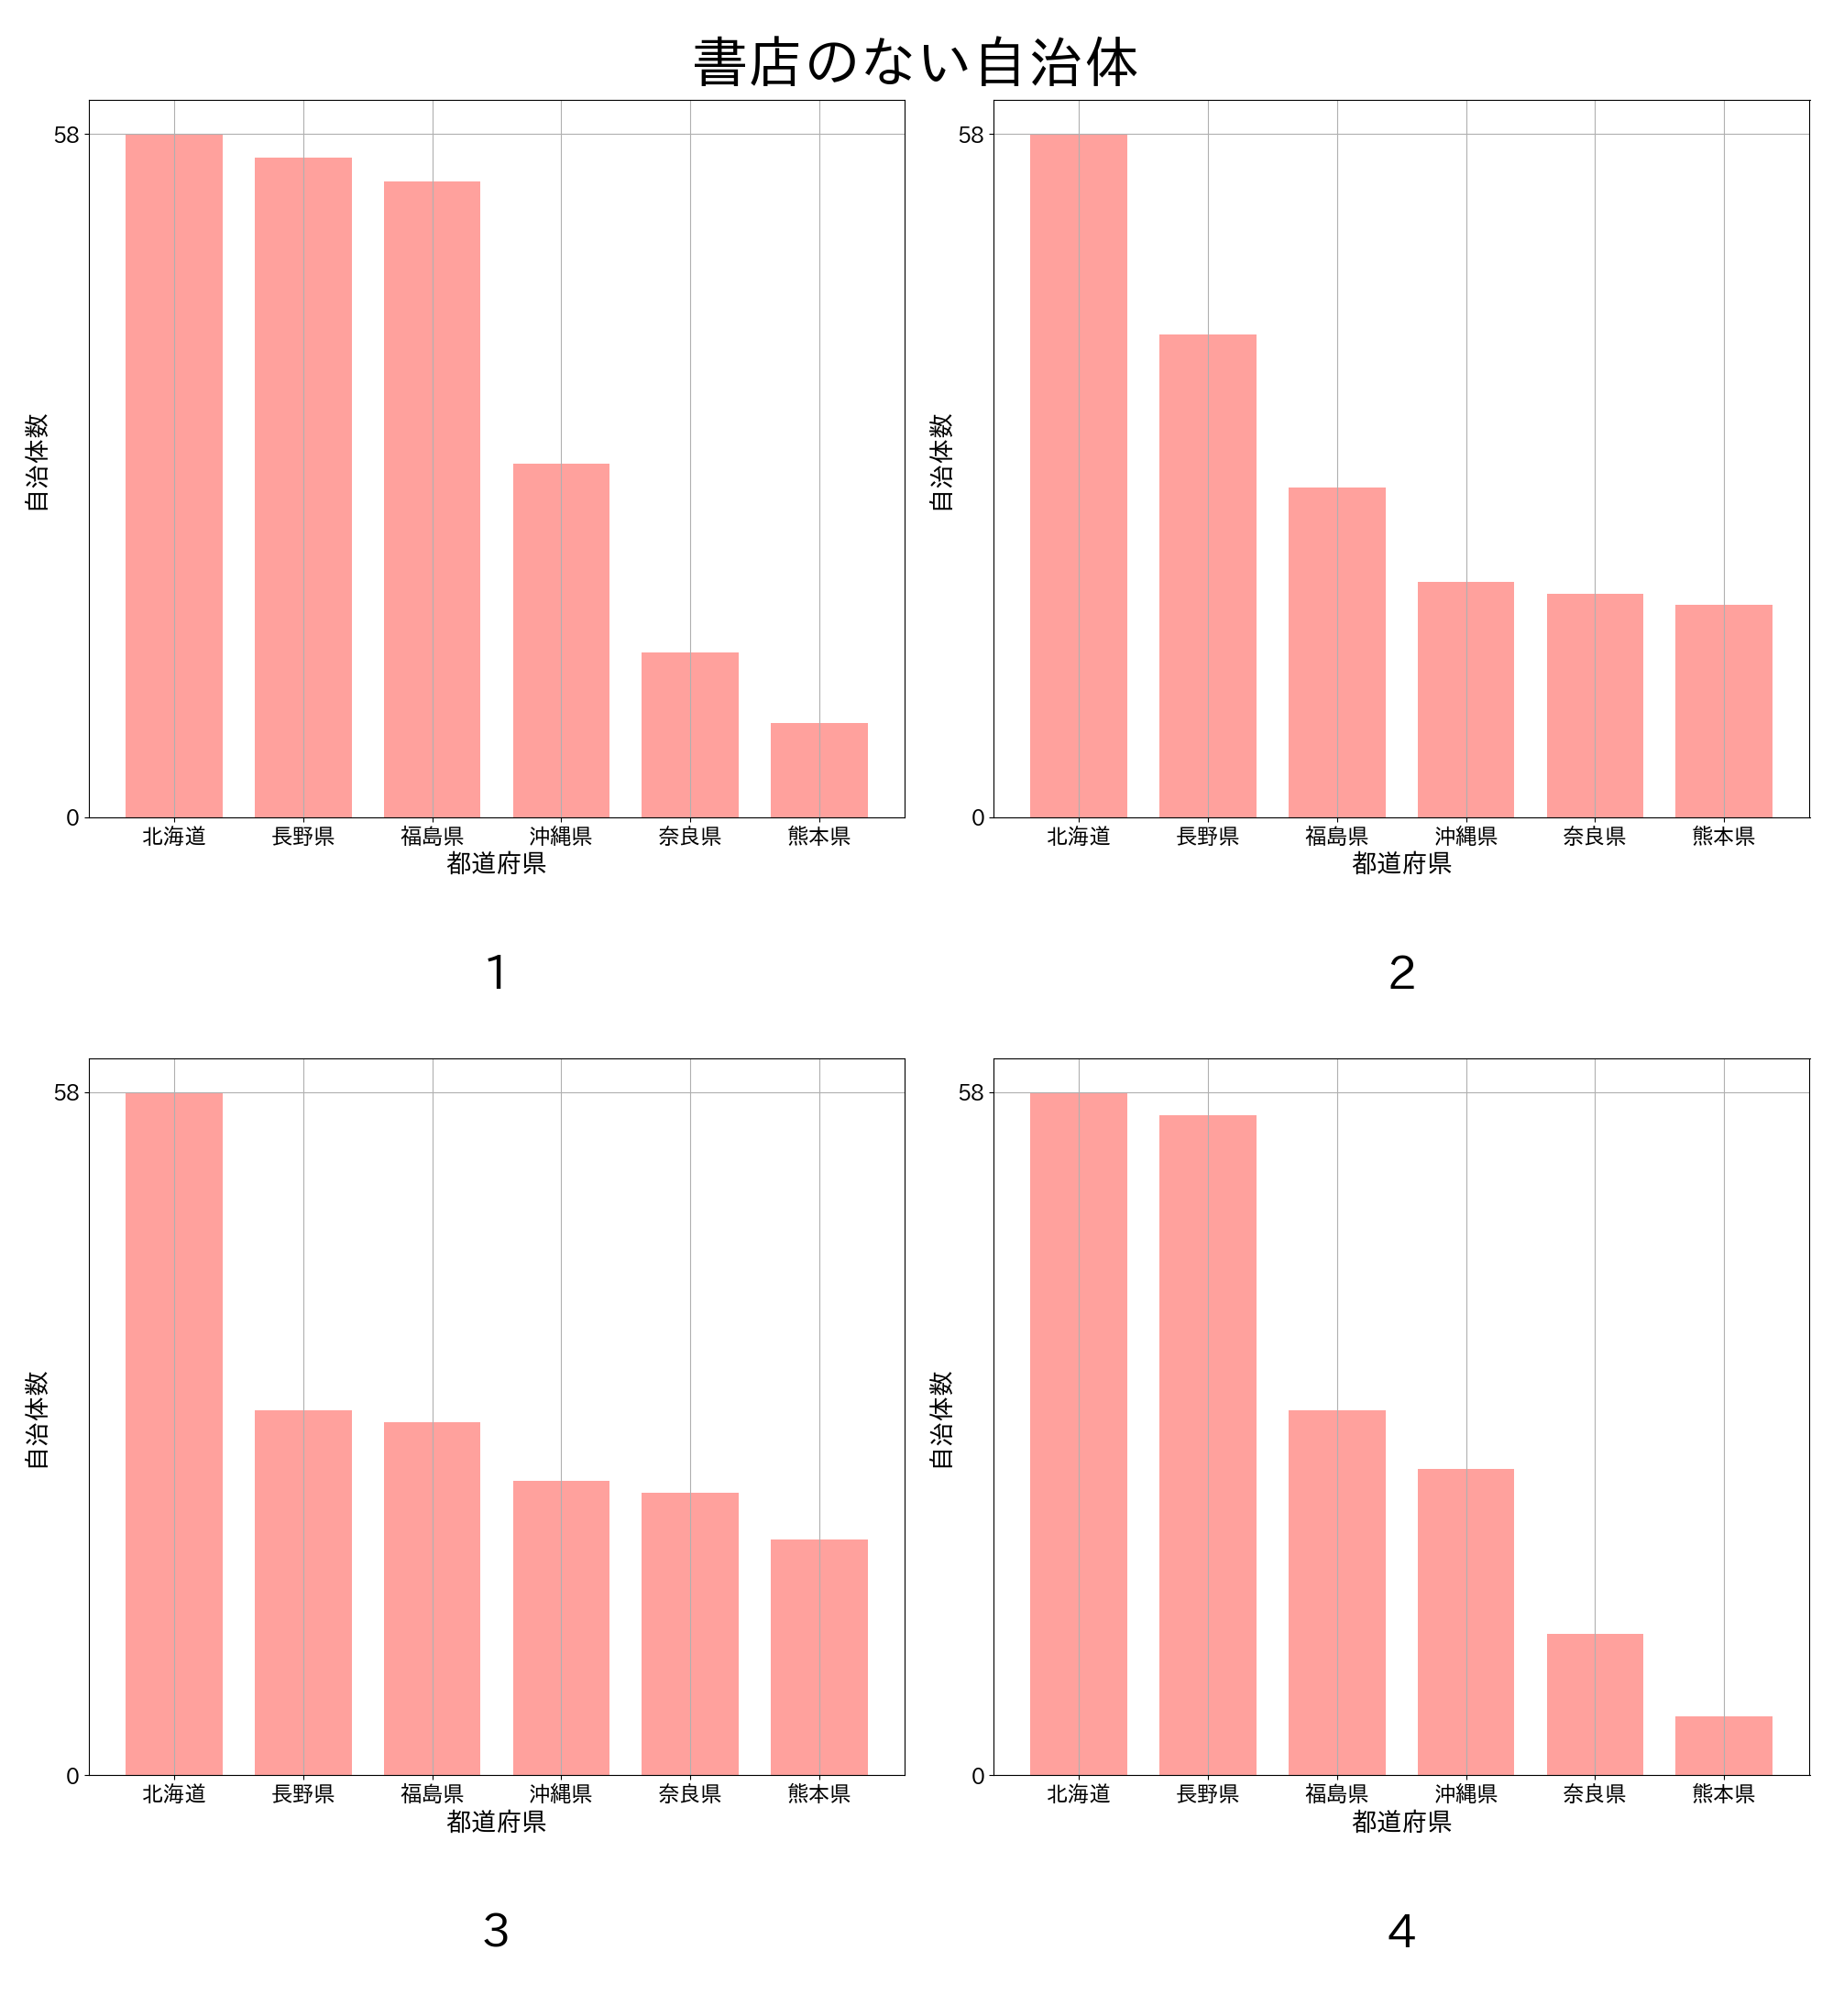 書店のない自治体
58
0
自治体数
北海道 長野県 福島県 沖縄県 奈良県 熊本県
都道府県
1
58
0
自治体数
北海道 長野県 福島県 沖縄県 奈良県 熊本県
都道府県
2
58
0
自治体数
北海道 長野県 福島県 沖縄県 奈良県 熊本県
都道府県
3
58
0
自治体数
北海道 長野県 福島県 沖縄県 奈良県 熊本県
都道府県
4